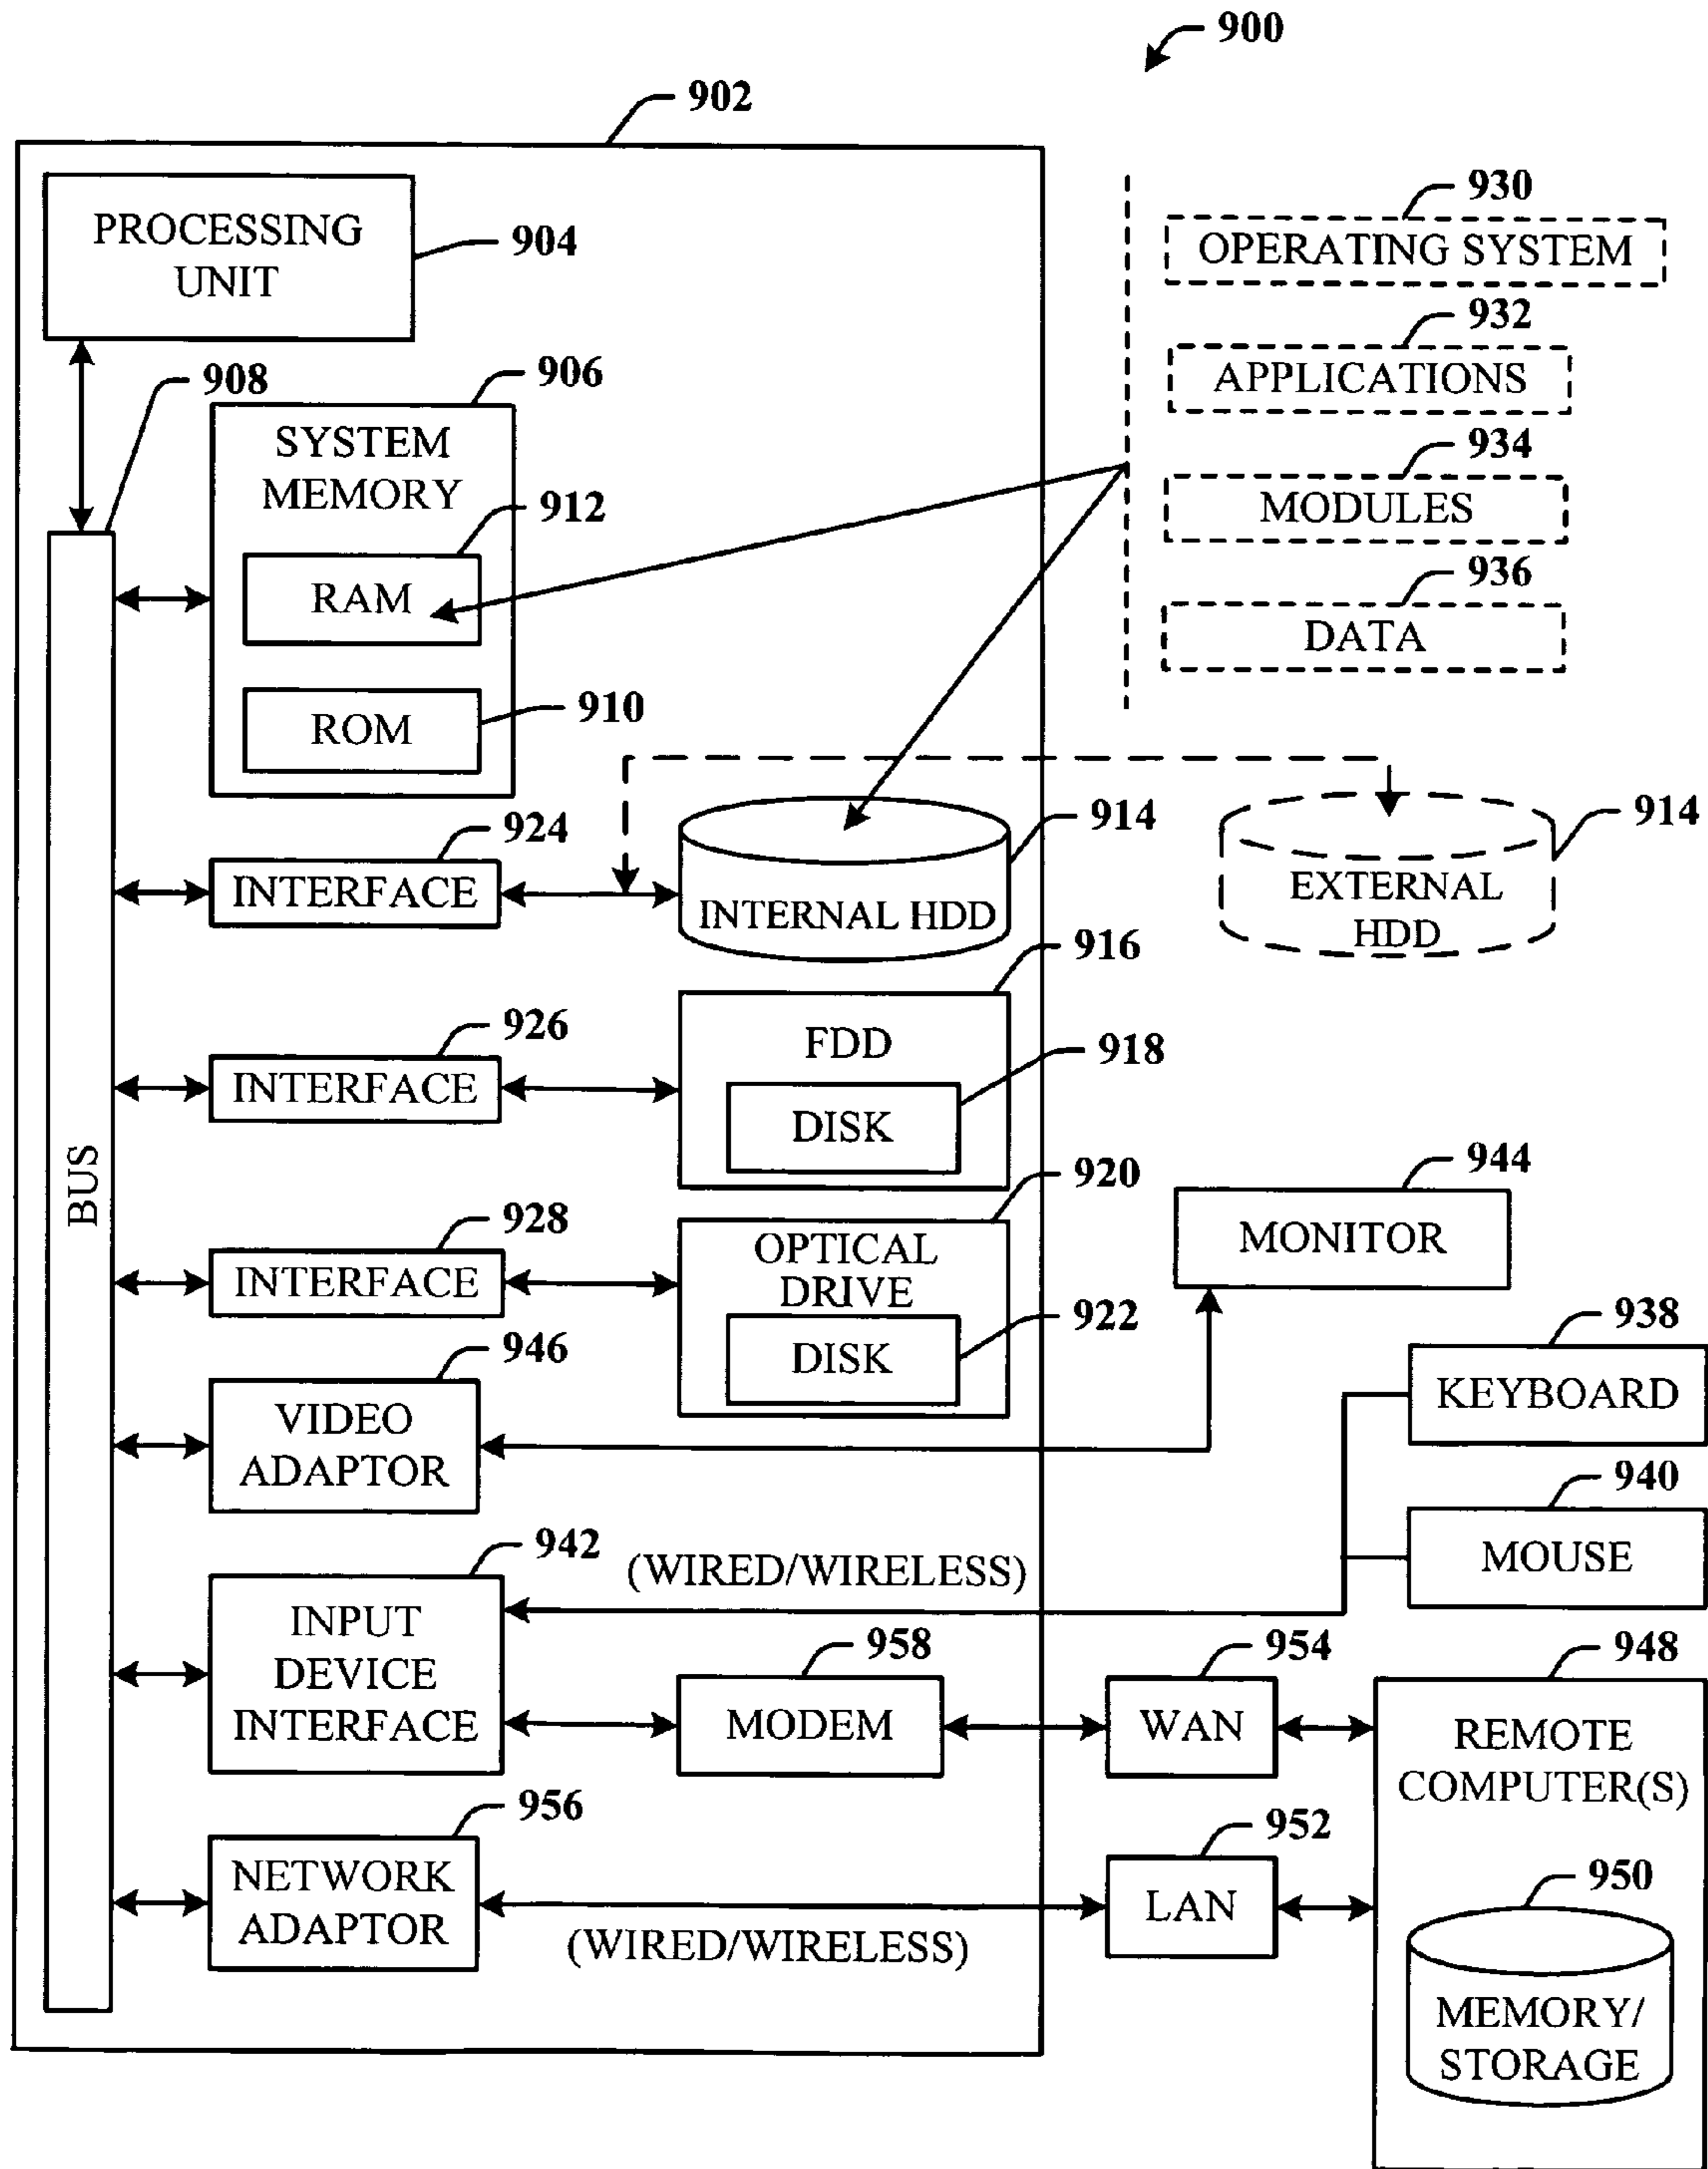 900
902
PROCESSING
UNIT
904
930
OPERATING SYSTEM
932
APPLICATIONS
934
MODULES
936
DATA
908
906
SYSTEM
MEMORY
912
RAM
910
ROM
BUS
924
INTERFACE
914
INTERNAL HDD
914
EXTERNAL
HDD
926
INTERFACE
916
FDD
918
DISK
928
INTERFACE
920
OPTICAL
DRIVE
922
DISK
944
MONITOR
946
VIDEO
ADAPTOR
938
KEYBOARD
940
MOUSE
942
INPUT
DEVICE
INTERFACE
(WIRED/WIRELESS)
958
MODEM
954
WAN
948
REMOTE
COMPUTER(S)
956
NETWORK
ADAPTOR
(WIRED/WIRELESS)
952
LAN
950
MEMORY/
STORAGE